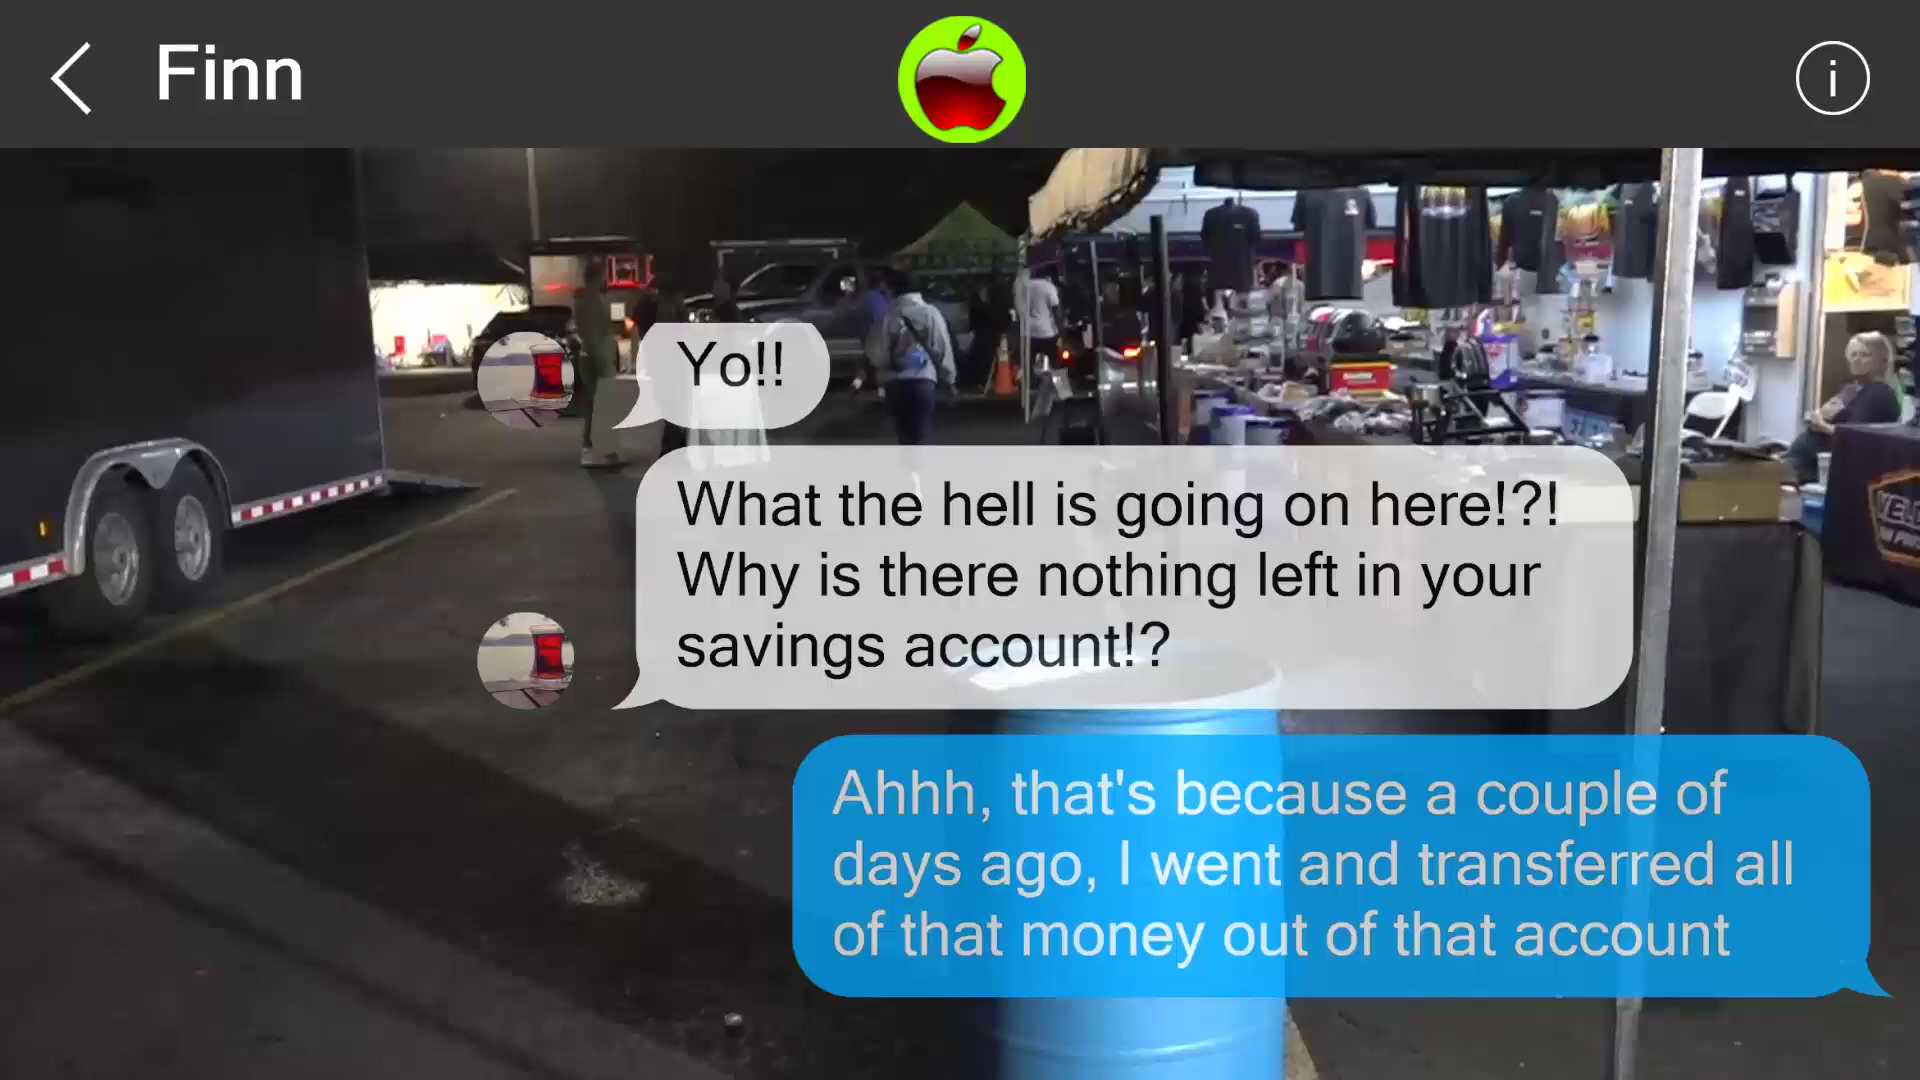 Finn
i
Yo!!
What the hell is going on here!?!
Why is there nothing left in your
savings account!?
Ahhh, that's because a couple of
days ago, I went and transferred all
of that money out of that account